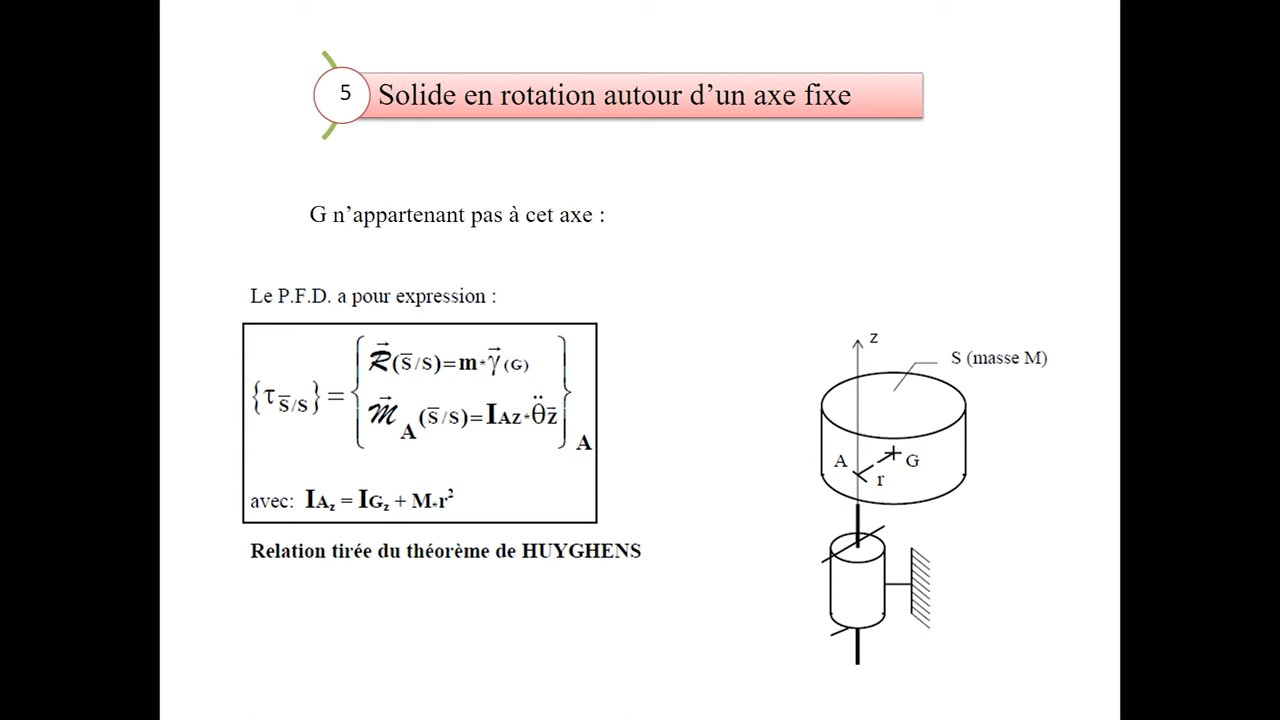 5
Solide en rotation autour d’un axe fixe
G n’appartenant pas à cet axe :
Le P.F.D. a pour expression :
{τ S̅/S} = { R⃗(S̅/S)=m*γ⃗(G)
M⃗ A (S̅/S)=IAZ*θ̈z⃗ } A
avec: IAz = IGz + M*r²
Relation tirée du théorème de HUYGHENS
z
S (masse M)
A
G
r